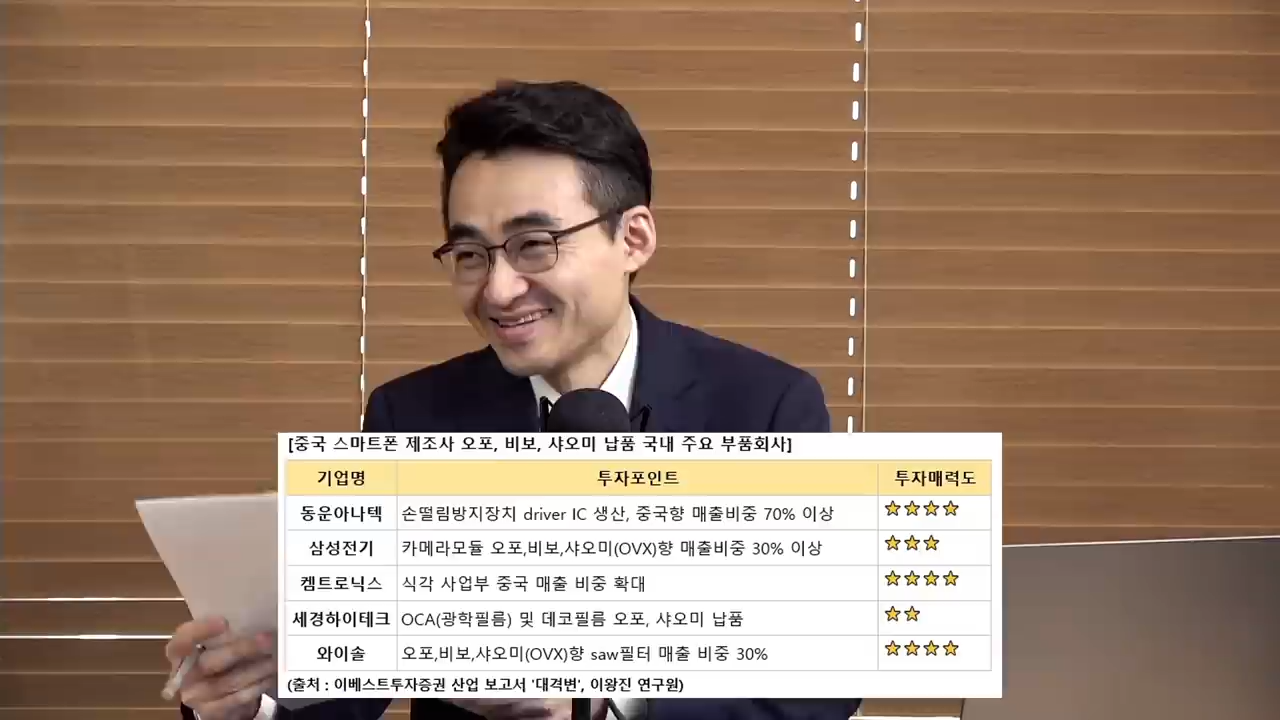 [중국 스마트폰 제조사 오포, 비보, 샤오미 납품 국내 주요 부품회사]
기업명 투자포인트 투자매력도
동운아나텍 손떨림방지장치 driver IC 생산, 중국향 매출비중 70% 이상 ★★★★
삼성전기 카메라모듈 오포,비보,샤오미(OVX)향 매출비중 30% 이상 ★★★
켐트로닉스 식각 사업부 중국 매출 비중 확대 ★★★★
세경하이테크 OCA(광학필름) 및 데코필름 오포, 샤오미 납품 ★★
와이솔 오포,비보,샤오미(OVX)향 saw필터 매출 비중 30% ★★★★
(출처 : 이베스트투자증권 산업 보고서 '대격변', 이왕진 연구원)